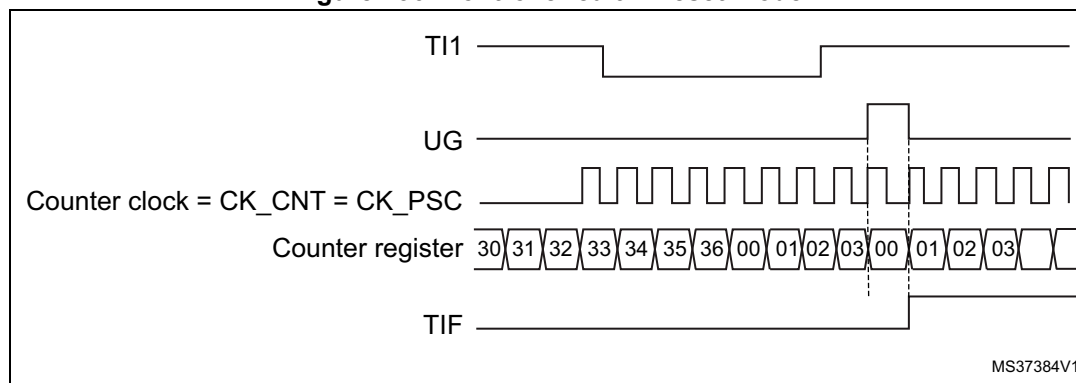 TI1
UG
Counter clock = CK_CNT = CK_PSC
Counter register 30 31 32 33 34 35 36 00 01 02 03 00 01 02 03
TIF
MS37384V1